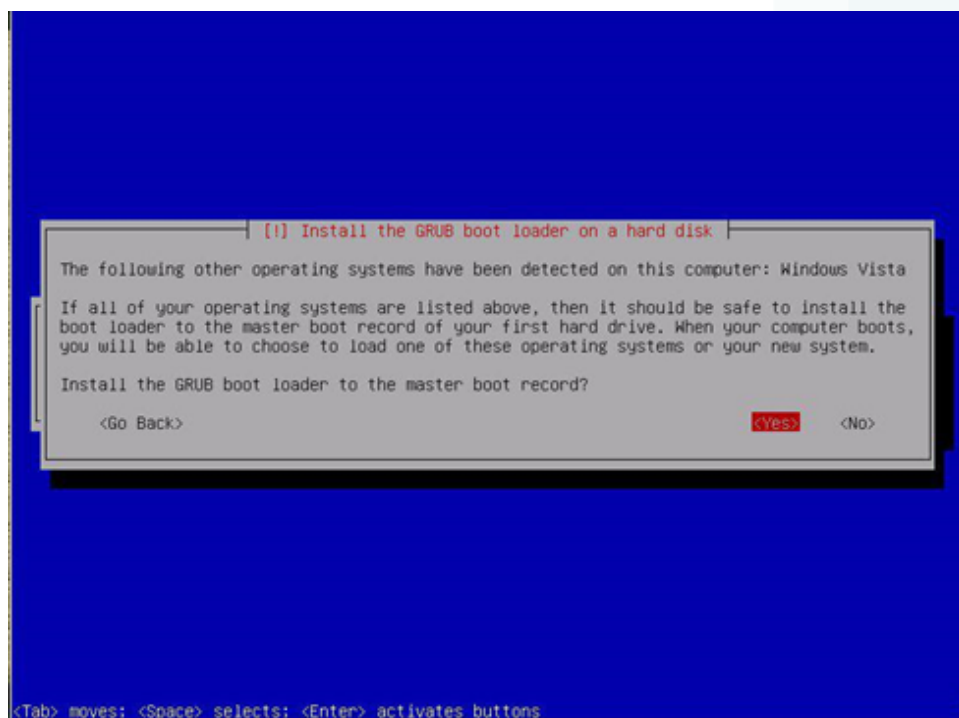 [!] Install the GRUB boot loader on a hard disk
The following other operating systems have been detected on this computer: Windows Vista
If all of your operating systems are listed above, then it should be safe to install the
boot loader to the master boot record of your first hard drive. When your computer boots,
you will be able to choose to load one of these operating systems or your new system.
Install the GRUB boot loader to the master boot record?
<Go Back> <Yes> <No>
<Tab> moves; <Space> selects; <Enter> activates buttons